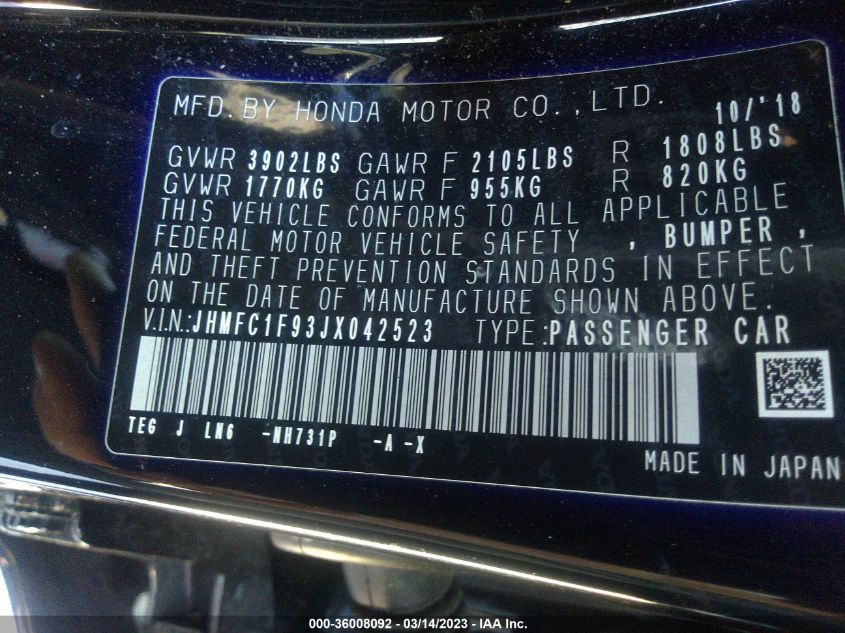 MFD. BY HONDA MOTOR CO., LTD. 10/'18
GVWR 3902LBS GAWR F 2105LBS R 1808LBS
GVWR 1770KG GAWR F 955KG R 820KG
THIS VEHICLE CONFORMS TO ALL APPLICABLE
FEDERAL MOTOR VEHICLE SAFETY , BUMPER ,
AND THEFT PREVENTION STANDARDS IN EFFECT
ON THE DATE OF MANUFACTURE SHOWN ABOVE.
V.I.N.:JHMFC1F93JX042523 TYPE:PASSENGER CAR
TEG J LN6 -NH731P -A -X
MADE IN JAPAN
000-36008092 - 03/14/2023 - IAAI Inc.